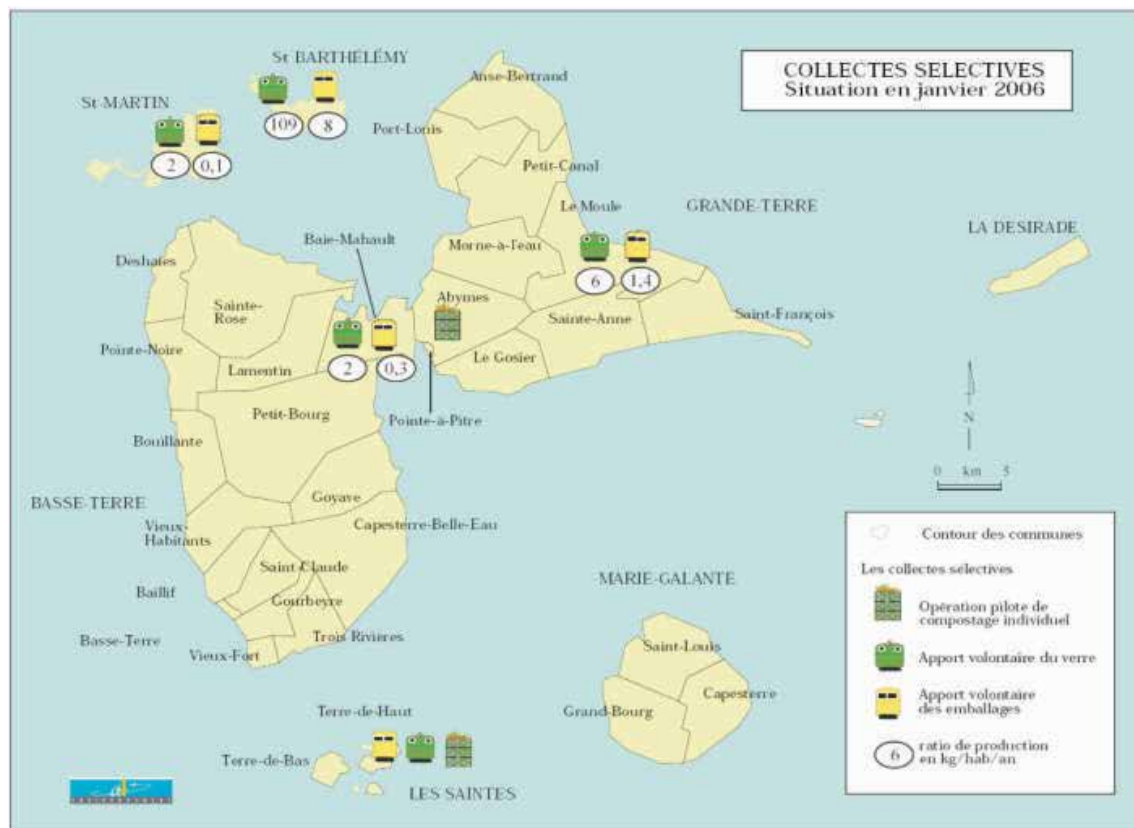 COLLECTES SELECTIVES
Situation en janvier 2006
St BARTHÉLÉMY
109
8
St-MARTIN
2
0,1
Anse-Bertrand
Port-Louis
Petit-Canal
Le Moule
GRANDE-TERRE
LA DESIRADE
Baie-Mahault
Morne-à-l'eau
Deshaies
6
1,4
Abymes
Sainte-
Rose
Saint-François
Sainte-Anne
Pointe-Noire
Le Gosier
Lamentin
2
0,3
Petit-Bourg
Pointe-à-Pitre
N
Bouillante
0 km 5
Goyave
BASSE-TERRE
Vieux-
Habitants
Capesterre-Belle-Eau
Saint-Claude
MARIE-GALANTE
Baillif
Gourbeyre
Basse-Terre
Trois Rivières
Vieux-Fort
Saint-Louis
Capesterre
Grand-Bourg
Terre-de-Haut
Terre-de-Bas
LES SAINTES
Contour des communes
Les collectes sélectives
Opération pilote de
compostage individuel
Apport volontaire du verre
Apport volontaire
des emballages
6
ratio de production
en kg/hab/an